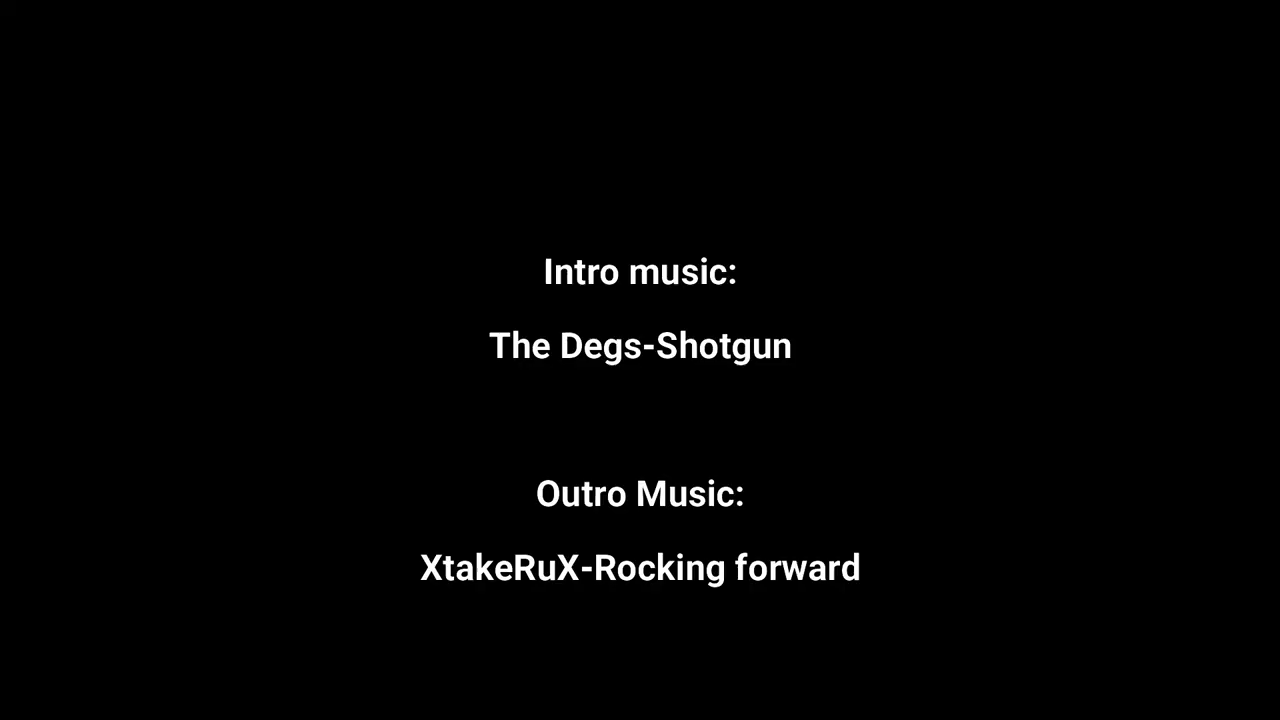 Intro music:
The Degs-Shotgun
Outro Music:
XtakeRuX-Rocking forward